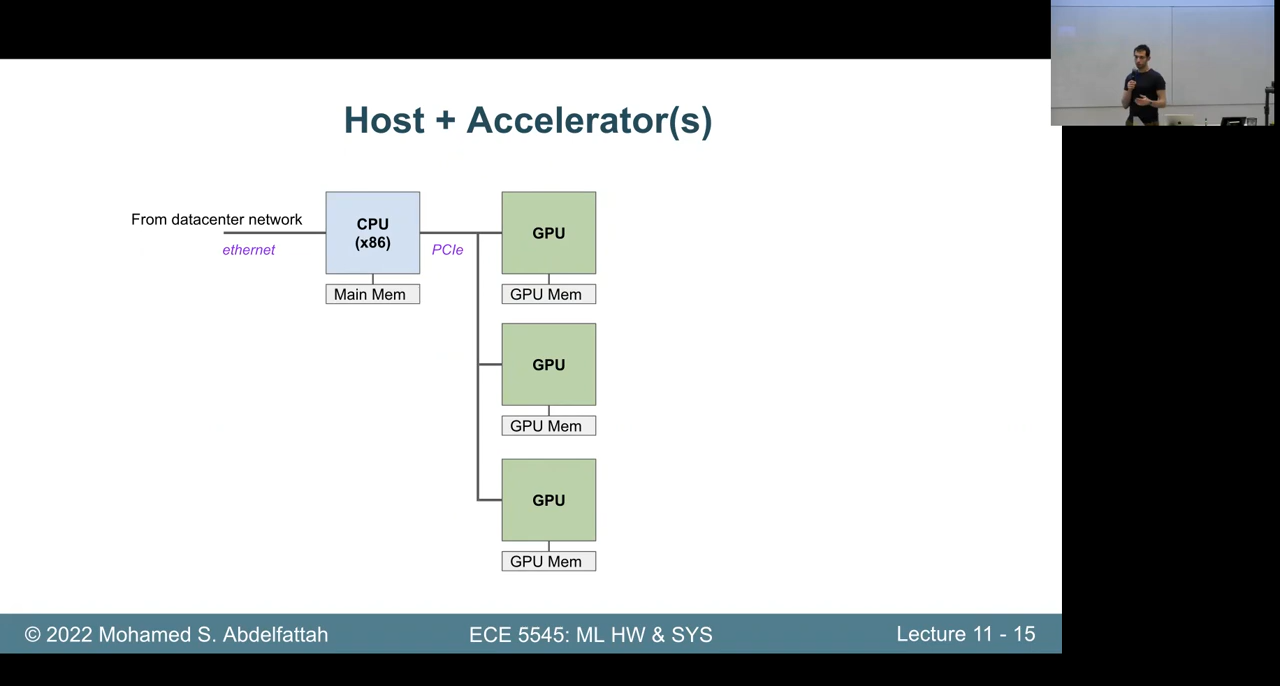 Host + Accelerator(s)
From datacenter network
ethernet
CPU
(x86)
Main Mem
PCIe
GPU
GPU Mem
GPU
GPU Mem
GPU
GPU Mem
© 2022 Mohamed S. Abdelfattah
ECE 5545: ML HW & SYS
Lecture 11 - 15